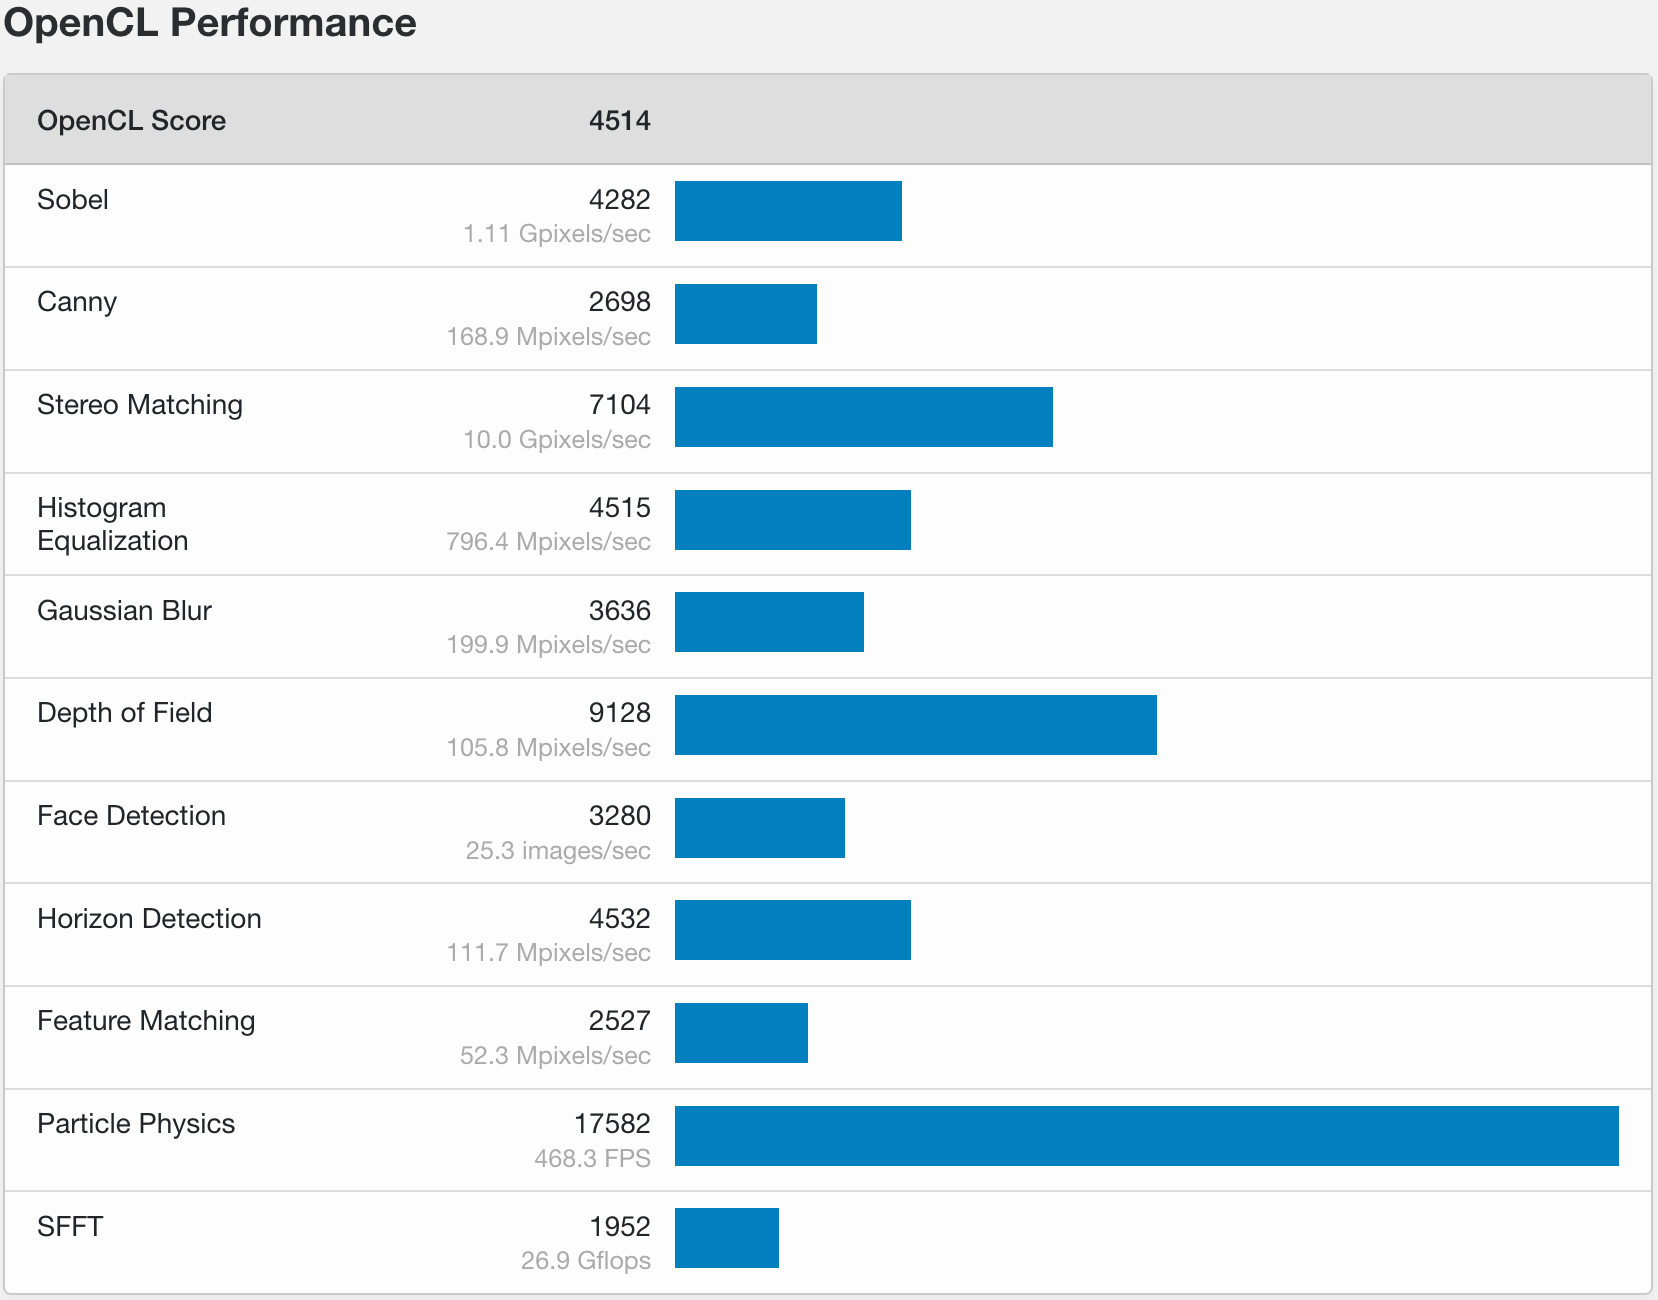 OpenCL Performance
OpenCL Score 4514
Sobel 4282
1.11 Gpixels/sec
Canny 2698
168.9 Mpixels/sec
Stereo Matching 7104
10.0 Gpixels/sec
Histogram 4515
Equalization 796.4 Mpixels/sec
Gaussian Blur 3636
199.9 Mpixels/sec
Depth of Field 9128
105.8 Mpixels/sec
Face Detection 3280
25.3 images/sec
Horizon Detection 4532
111.7 Mpixels/sec
Feature Matching 2527
52.3 Mpixels/sec
Particle Physics 17582
468.3 FPS
SFFT 1952
26.9 Gflops